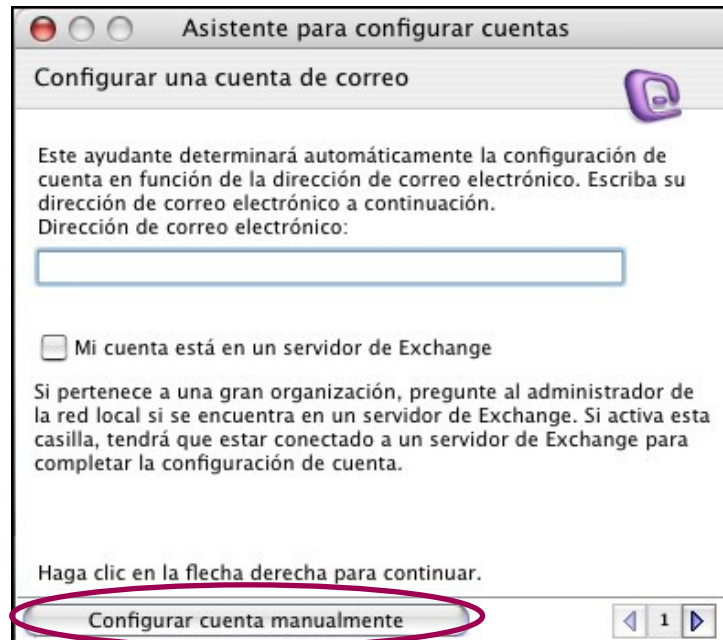 Asistente para configurar cuentas
Configurar una cuenta de correo
Este ayudante determinará automáticamente la configuración de
cuenta en función de la dirección de correo electrónico. Escriba su
dirección de correo electrónico a continuación.
Dirección de correo electrónico:
Mi cuenta está en un servidor de Exchange
Si pertenece a una gran organización, pregunte al administrador de
la red local si se encuentra en un servidor de Exchange. Si activa esta
casilla, tendrá que estar conectado a un servidor de Exchange para
completar la configuración de cuenta.
Haga clic en la flecha derecha para continuar.
Configurar cuenta manualmente 1